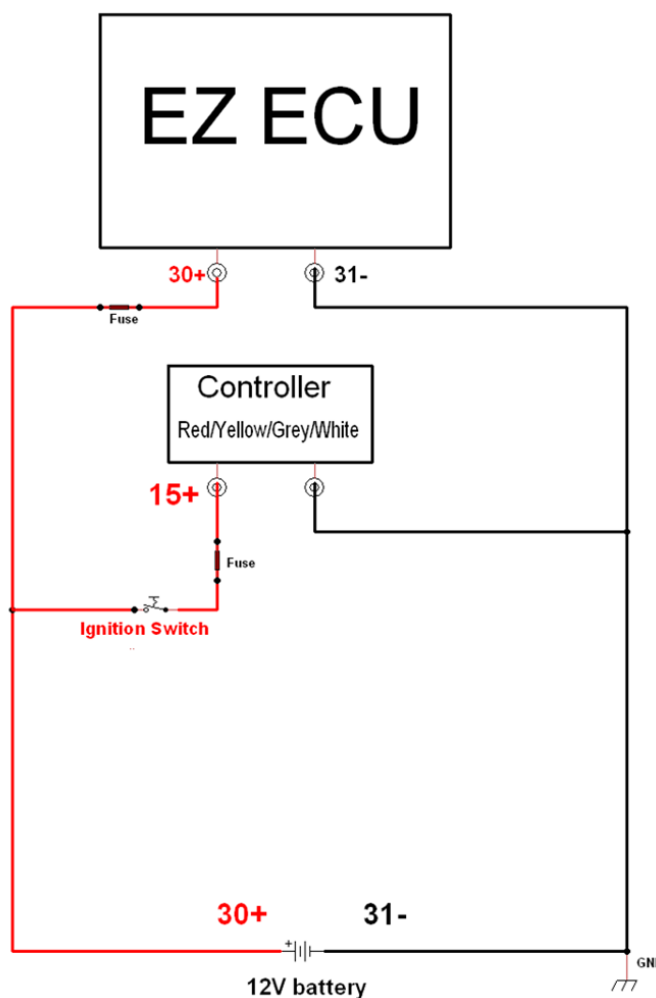 EZ ECU
30+
31-
Fuse
Controller
Red/Yellow/Grey/White
15+
Fuse
Ignition Switch
30+
31-
12V battery